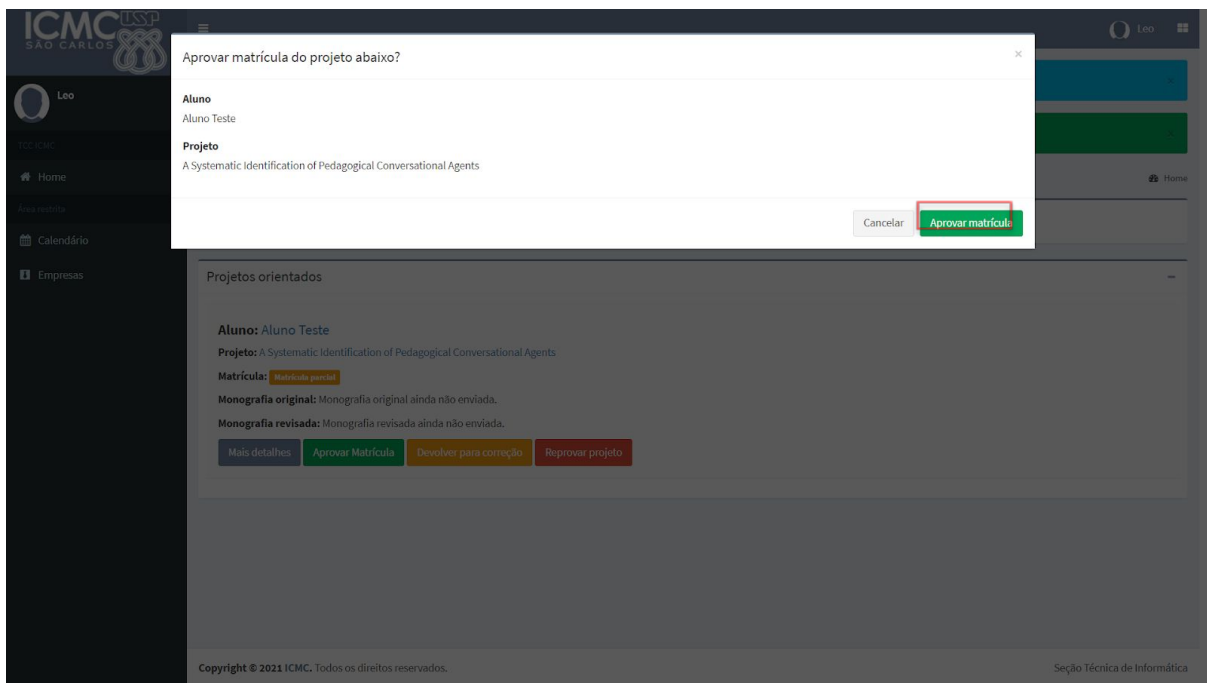 ICMC USP
SÃO CARLOS
Leo
Aprovar matrícula do projeto abaixo?
×
Aluno
Aluno Teste
Projeto
A Systematic Identification of Pedagogical Conversational Agents
Cancelar
Aprovar matrícula
Leo
TCC ICMC
Home
Área restrita
Calendário
Empresas
Home
Projetos orientados
Aluno: Aluno Teste
Projeto: A Systematic Identification of Pedagogical Conversational Agents
Matrícula: Matrícula parcial
Monografia original: Monografia original ainda não enviada.
Monografia revisada: Monografia revisada ainda não enviada.
Mais detalhes Aprovar Matrícula Devolver para correção Reprovar projeto
Copyright © 2021 ICMC. Todos os direitos reservados.
Seção Técnica de Informática